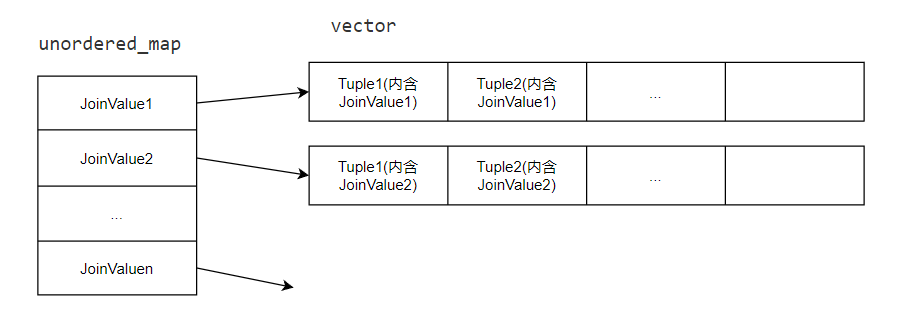 vector
unordered_map
JoinValue1
JoinValue2
...
JoinValuen
Tuple1(内含
JoinValue1)
Tuple2(内含
JoinValue1)
...
Tuple1(内含
JoinValue2)
Tuple2(内含
JoinValue2)
...